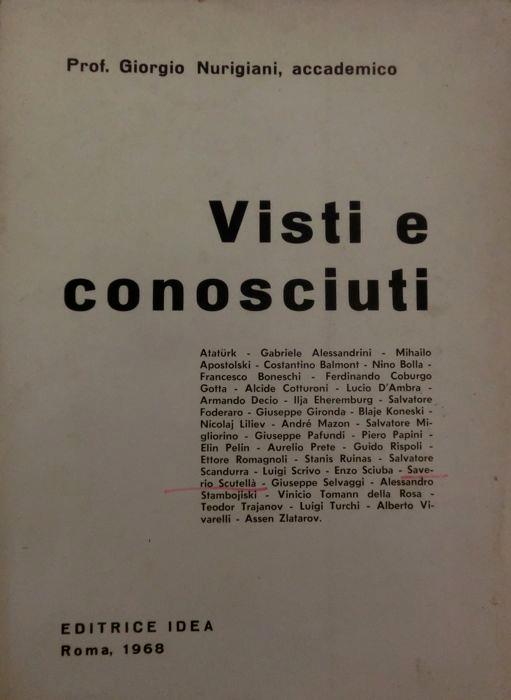 Prof. Giorgio Nurigiani, accademico
Visti e
conosciuti
Atatürk - Gabriele Alessandrini - Mihailo
Apostolski - Costantino Balmont - Nino Bolla -
Francesco Boneschi - Ferdinando Coburgo
Gotta - Alcide Cotturoni - Lucio D'Ambra -
Armando Decio - Ilja Eheremburg - Salvatore
Foderaro - Giuseppe Gironda - Blaje Koneski -
Nicolaj Liliev - André Mazon - Salvatore Mi-
gliorino - Giuseppe Pafundi - Piero Papini -
Elin Pelin - Aurelio Prete - Guido Rispoli -
Ettore Romagnoli - Stanis Ruinas - Salvatore
Scandurra - Luigi Scrivo - Enzo Sciuba - Save-
rio Scutellà - Giuseppe Selvaggi - Alessandro
Stambojiski - Vinicio Tomann della Rosa -
Teodor Trajanov - Luigi Turchi - Alberto Vi-
varelli - Assen Zlatarov.
EDITRICE IDEA
Roma, 1968